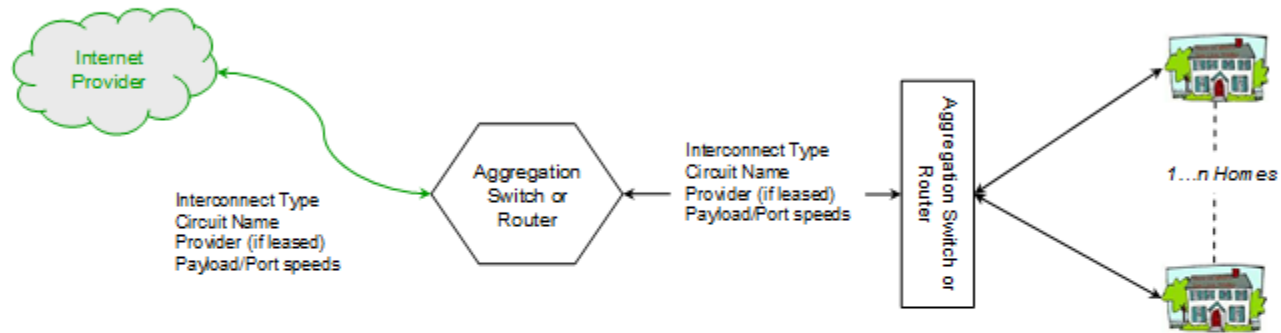 Internet
Provider
Interconnect Type
Circuit Name
Provider (if leased)
Payload/Port speeds
Aggregation
Switch or
Router
Interconnect Type
Circuit Name
Provider (if leased)
Payload/Port speeds
Aggregation Switch or
Router
1...n Homes